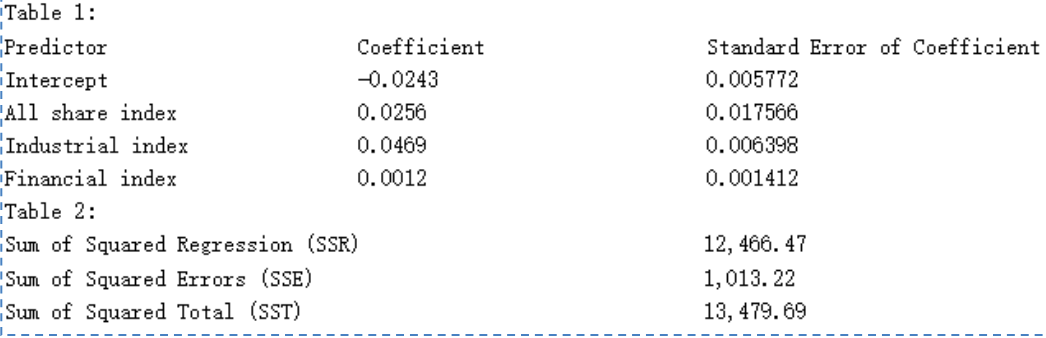 Table 1:
Predictor Coefficient Standard Error of Coefficient
Intercept -0.0243 0.005772
All share index 0.0256 0.017566
Industrial index 0.0469 0.006398
Financial index 0.0012 0.001412
Table 2:
Sum of Squared Regression (SSR) 12,466.47
Sum of Squared Errors (SSE) 1,013.22
Sum of Squared Total (SST) 13,479.69